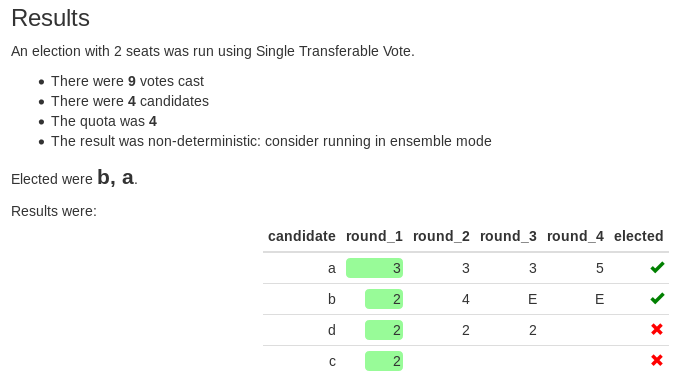 Results
An election with 2 seats was run using Single Transferable Vote.
• There were 9 votes cast
• There were 4 candidates
• The quota was 4
• The result was non-deterministic: consider running in ensemble mode
Elected were b, a.
Results were:
candidate round_1 round_2 round_3 round_4 elected
a 3 3 3 5 ✔
b 2 4 E E ✔
d 2 2 2 ✖
c 2 ✖